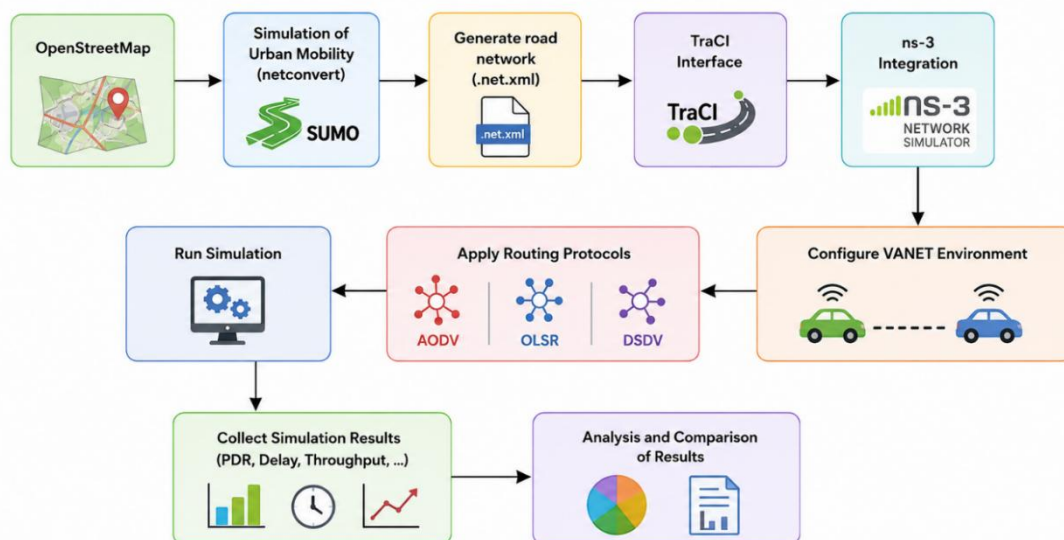 OpenStreetMap
Simulation of
Urban Mobility
(netconvert)
SUMO
Generate road
network
(.net.xml)
.net.xml
TraCI
Interface
TraCI
ns-3
Integration
ns-3
NETWORK
SIMULATOR
Run Simulation
Apply Routing Protocols
AODV
OLSR
DSDV
Configure VANET Environment
Collect Simulation Results
(PDR, Delay, Throughput, ...)
Analysis and Comparison
of Results